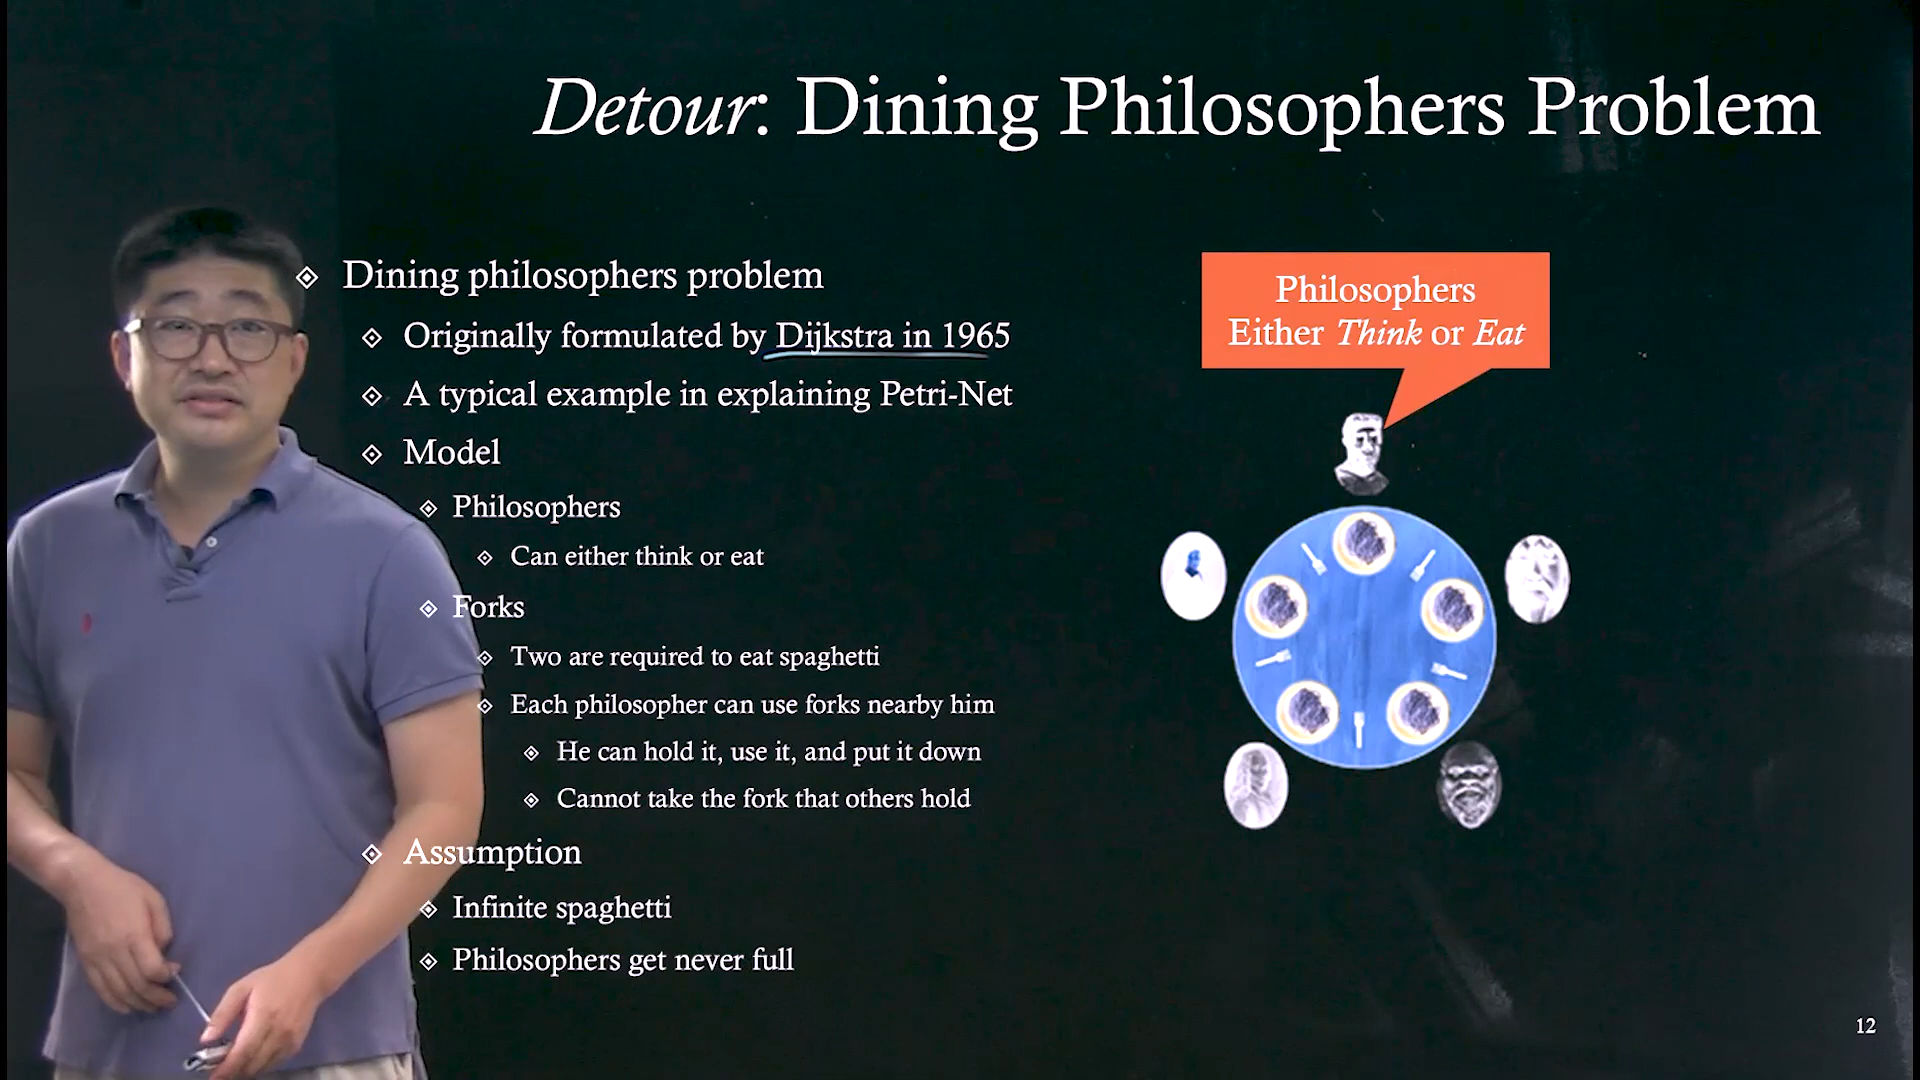 Detour: Dining Philosophers Problem
Dining philosophers problem
Originally formulated by Dijkstra in 1965
A typical example in explaining Petri-Net
Model
Philosophers
Can either think or eat
Forks
Two are required to eat spaghetti
Each philosopher can use forks nearby him
He can hold it, use it, and put it down
Cannot take the fork that others hold
Assumption
Infinite spaghetti
Philosophers get never full
Philosophers
Either Think or Eat
12